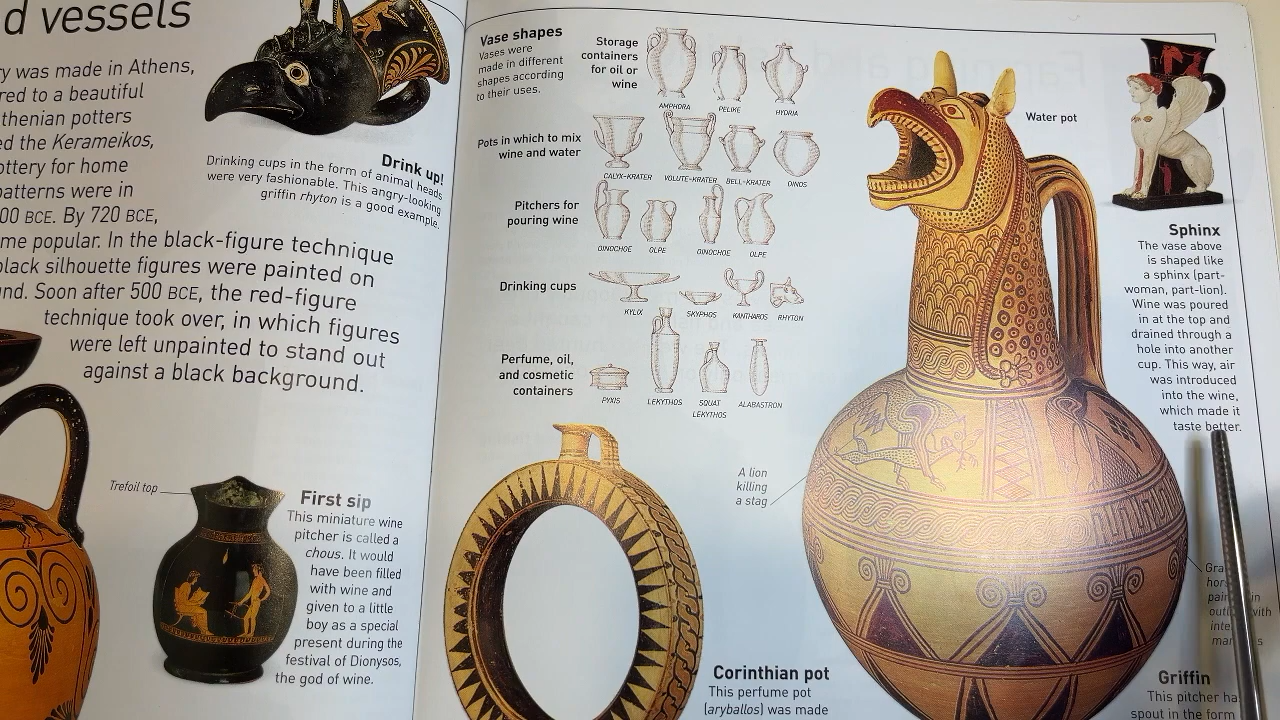 d vessels
ry was made in Athens,
red to a beautiful
thenian potters
ed the Kerameikos,
ottery for home
patterns were in
00 BCE. By 720 BCE,
me popular. In the black-figure technique
black silhouette figures were painted on
nd. Soon after 500 BCE, the red-figure
technique took over, in which figures
were left unpainted to stand out
against a black background.
Drink up!
Drinking cups in the form of animal heads
were very fashionable. This angry-looking
griffin rhyton is a good example.
Trefoil top
First sip
This miniature wine
pitcher is called a
chous. It would
have been filled
with wine and
given to a little
boy as a special
present during the
festival of Dionysos,
the god of wine.
Vase shapes
Vases were
made in different
shapes according
to their uses.
Storage
containers
for oil or
wine
AMPHORA PELIKE HYDRIA
Pots in which to mix
wine and water
CALYX-KRATER VOLUTE-KRATER BELL-KRATER DINOS
Pitchers for
pouring wine
OINOCHOE OLPE OINOCHOE OLPE
Drinking cups
KYLIX SKYPHOS KANTHAROS RHYTON
Perfume, oil,
and cosmetic
containers
PYXIS LEKYTHOS SQUAT LEKYTHOS ALABASTRON
Water pot
Sphinx
The vase above
is shaped like
a sphinx (part-
woman, part-lion).
Wine was poured
in at the top and
drained through a
hole into another
cup. This way, air
was introduced
into the wine,
which made it
taste better.
A lion
killing
a stag
Corinthian pot
This perfume pot
(aryballos) was made
Gra
hor
pain in
outl with
inte
mar s
Griffin
This pitcher ha
spout in the form